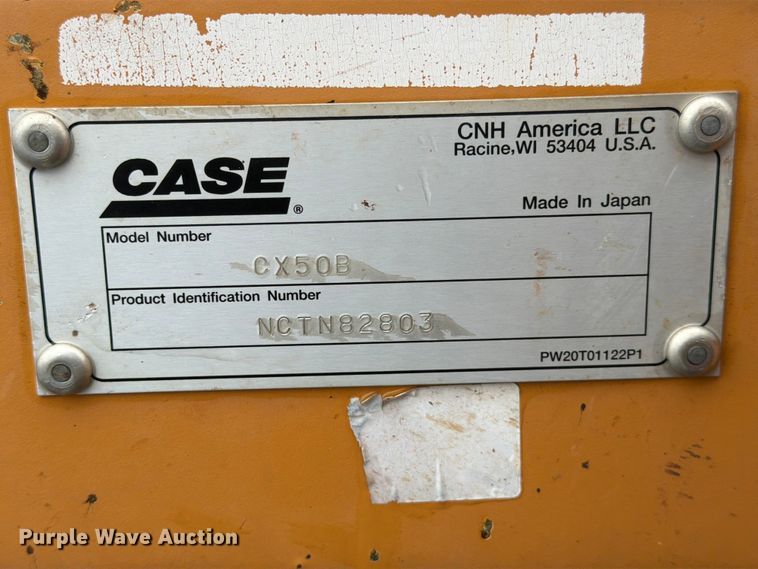 CNH America LLC
Racine,WI 53404 U.S.A.
CASE®
Made In Japan
Model Number
CX50B
Product Identification Number
NCTN82803
PW20T01122P1
Purple Wave Auction